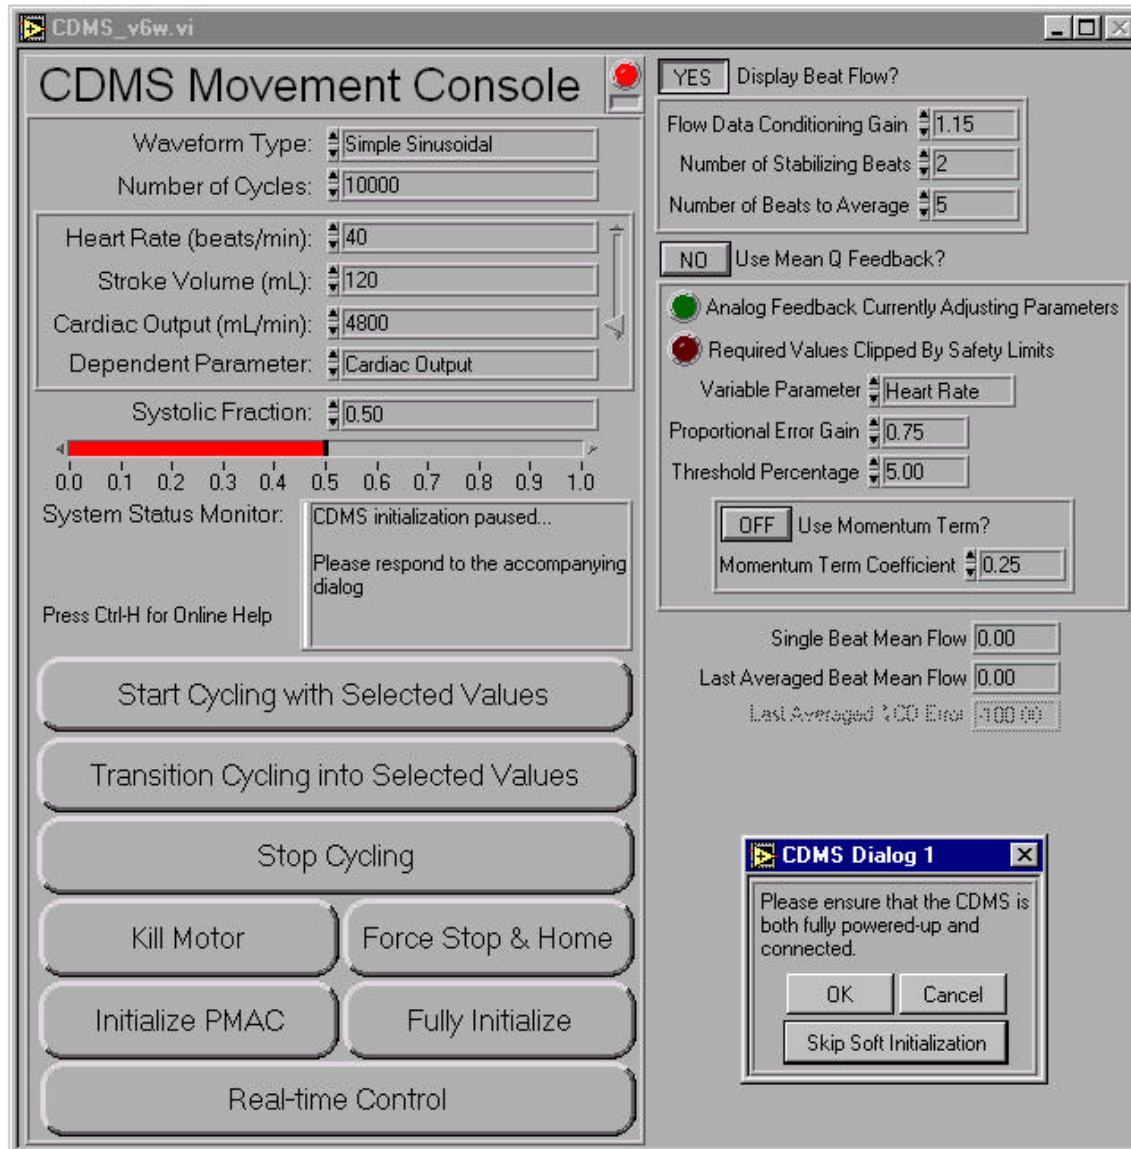 CDMS_v6w.vi
CDMS Movement Console
Waveform Type: Simple Sinusoidal
Number of Cycles: 10000
Heart Rate (beats/min): 40
Stroke Volume (mL): 120
Cardiac Output (mL/min): 4800
Dependent Parameter: Cardiac Output
Systolic Fraction: 0.50
0.0 0.1 0.2 0.3 0.4 0.5 0.6 0.7 0.8 0.9 1.0
System Status Monitor:
CDMS initialization paused...
Please respond to the accompanying
dialog
Press Ctrl-H for Online Help
Start Cycling with Selected Values
Transition Cycling into Selected Values
Stop Cycling
Kill Motor
Force Stop & Home
Initialize PMAC
Fully Initialize
Real-time Control
YES Display Beat Flow?
Flow Data Conditioning Gain 1.15
Number of Stabilizing Beats 2
Number of Beats to Average 5
NO Use Mean Q Feedback?
Analog Feedback Currently Adjusting Parameters
Required Values Clipped By Safety Limits
Variable Parameter Heart Rate
Proportional Error Gain 0.75
Threshold Percentage 5.00
OFF Use Momentum Term?
Momentum Term Coefficient 0.25
Single Beat Mean Flow 0.00
Last Averaged Beat Mean Flow 0.00
Last Averaged %CO Error -100.00
CDMS Dialog 1
Please ensure that the CDMS is
both fully powered-up and
connected.
OK
Cancel
Skip Soft Initialization